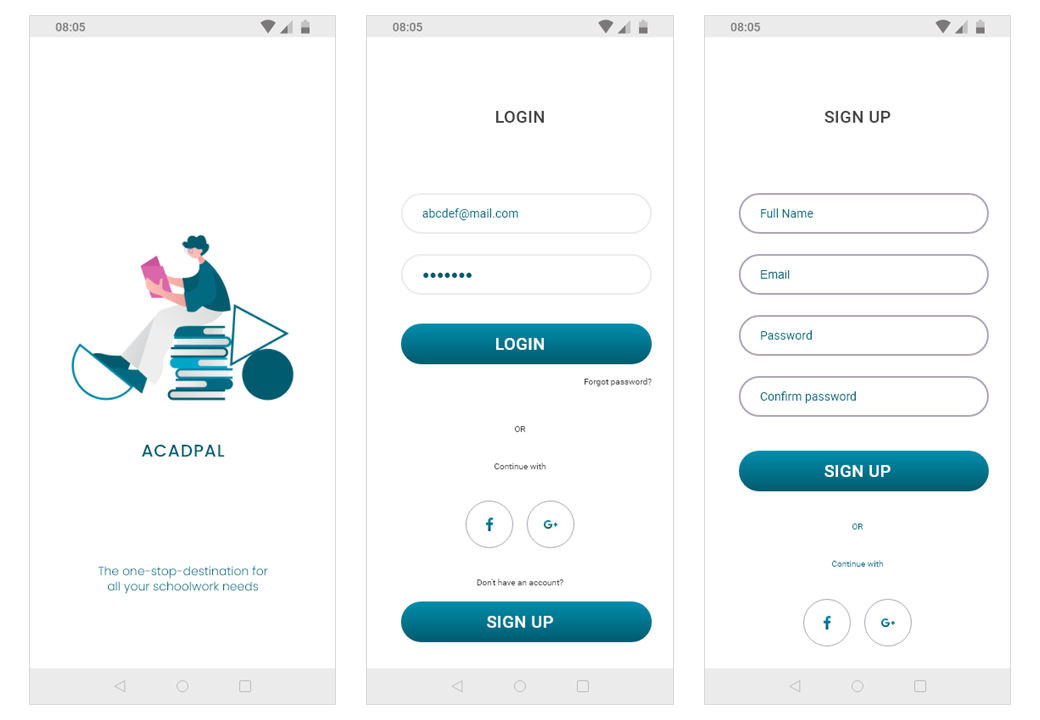 08:05
ACADPAL
The one-stop-destination for
all your schoolwork needs
08:05
LOGIN
abcdef@mail.com
•••••••
LOGIN
Forgot password?
OR
Continue with
f
G+
Don't have an account?
SIGN UP
08:05
SIGN UP
Full Name
Email
Password
Confirm password
SIGN UP
OR
Continue with
f
G+